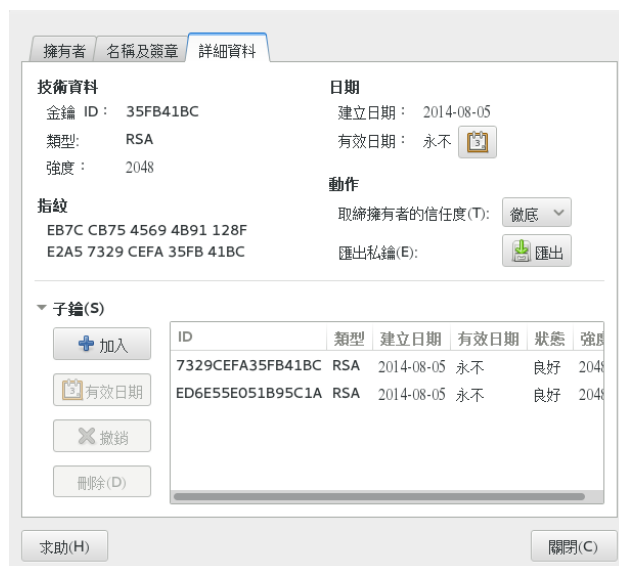 擁有者 名稱及簽章 詳細資料
技術資料
金鑰 ID： 35FB41BC
類型: RSA
強度： 2048
指紋
EB7C CB75 4569 4B91 128F
E2A5 7329 CEFA 35FB 41BC
日期
建立日期： 2014-08-05
有效日期： 永不
動作
取締擁有者的信任度(T): 徹底
匯出私鑰(E): 匯出
子鑰(S)
加入
有效日期
撤銷
刪除(D)
ID 類型 建立日期 有效日期 狀態 強度
7329CEFA35FB41BC RSA 2014-08-05 永不 良好 2048
ED6E55E051B95C1A RSA 2014-08-05 永不 良好 2048
求助(H) 關閉(C)